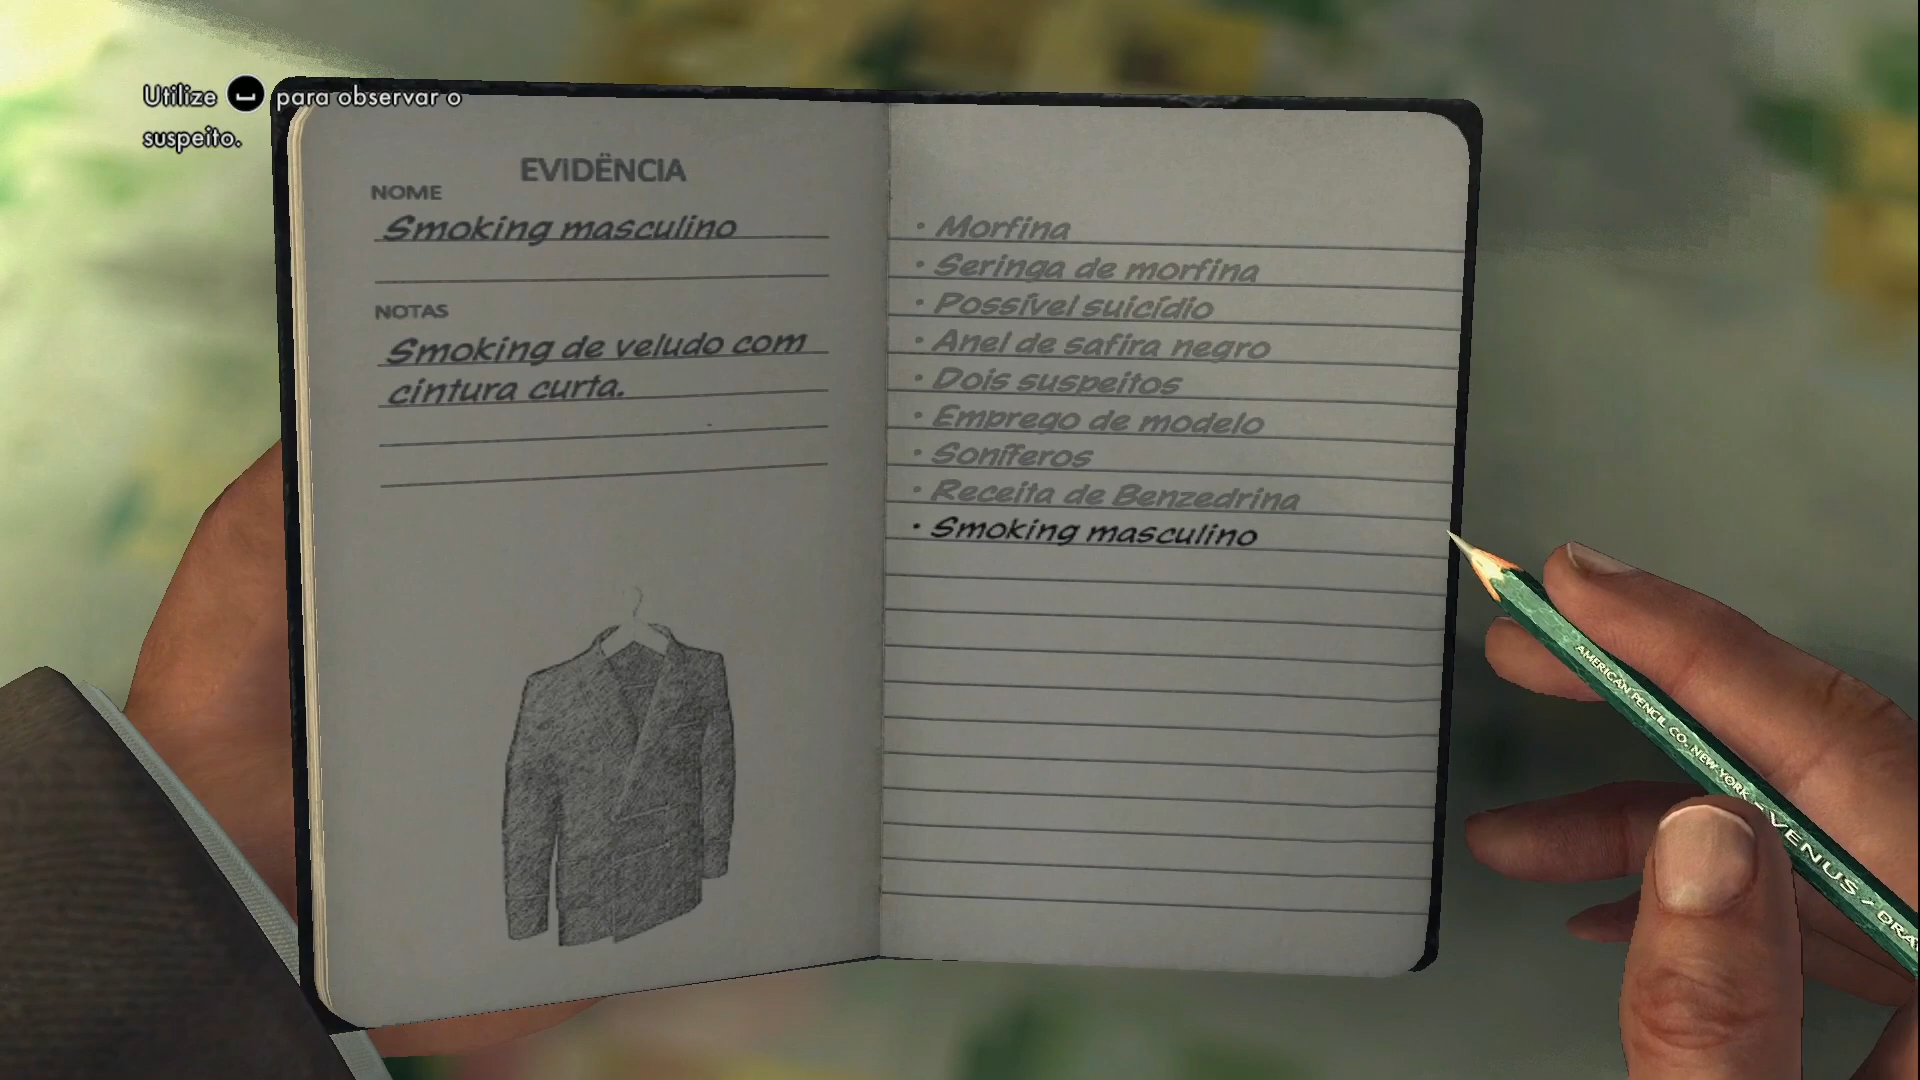 Utilize para observar o
suspeito.
EVIDÊNCIA
NOME
Smoking masculino
NOTAS
Smoking de veludo com
cintura curta.
• Morfina
• Seringa de morfina
• Possível suicídio
• Anel de safira negro
• Dois suspeitos
• Emprego de modelo
• Soníferos
• Receita de Benzedrina
• Smoking masculino
AMERICAN PENCIL CO. NEW YORK VENUS / DRA